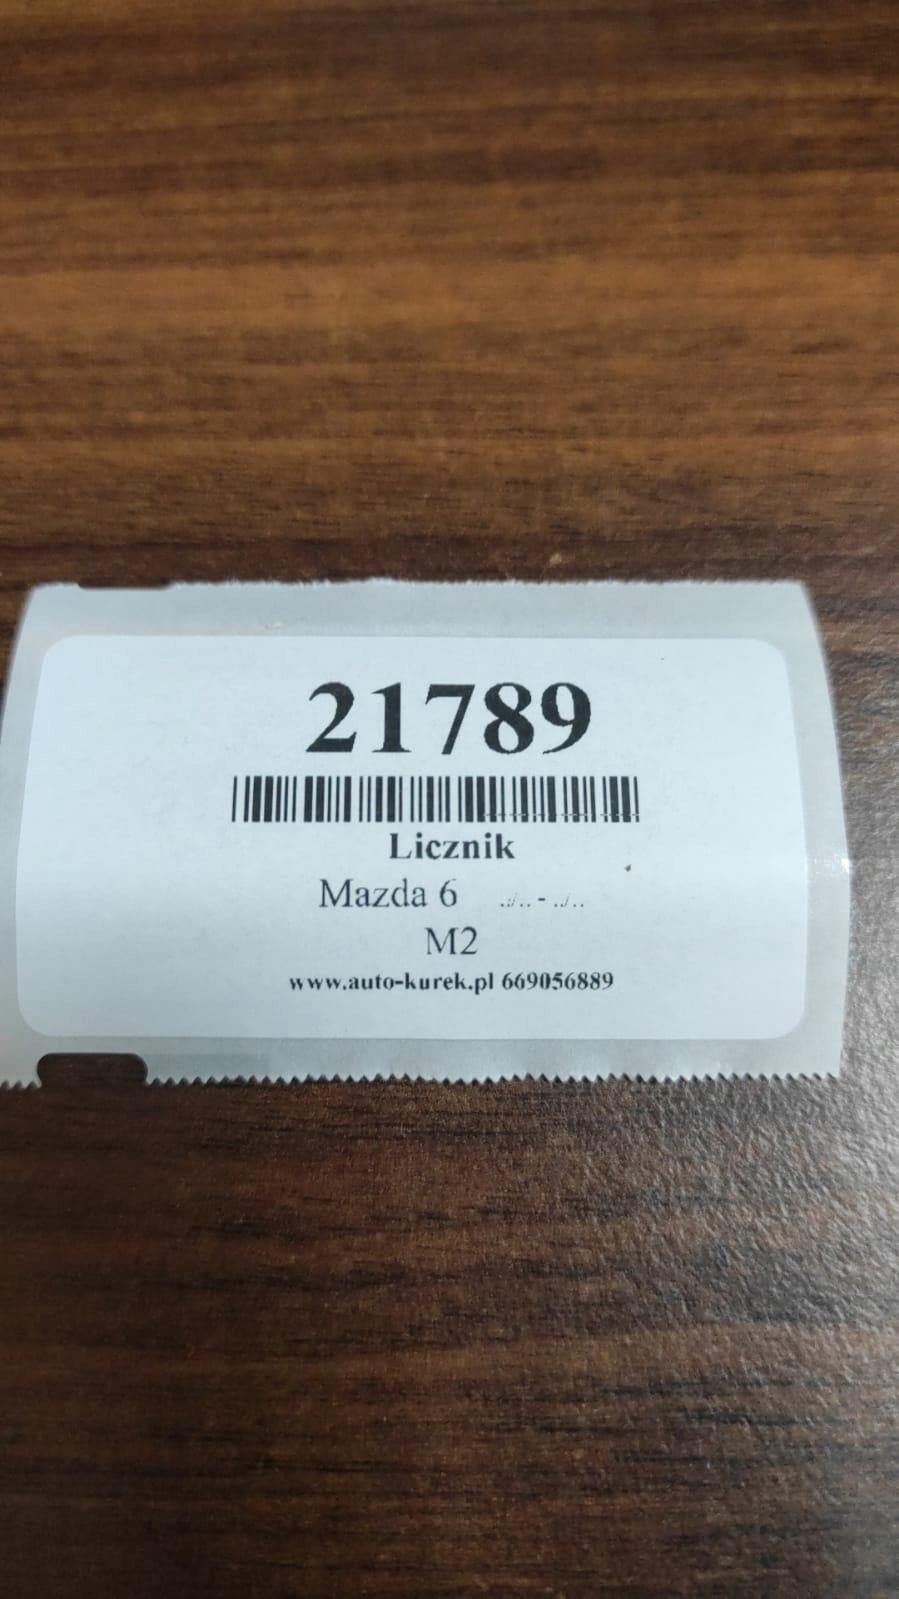 21789
Licznik
Mazda 6 ../.. - ../..
M2
www.auto-kurek.pl 669056889